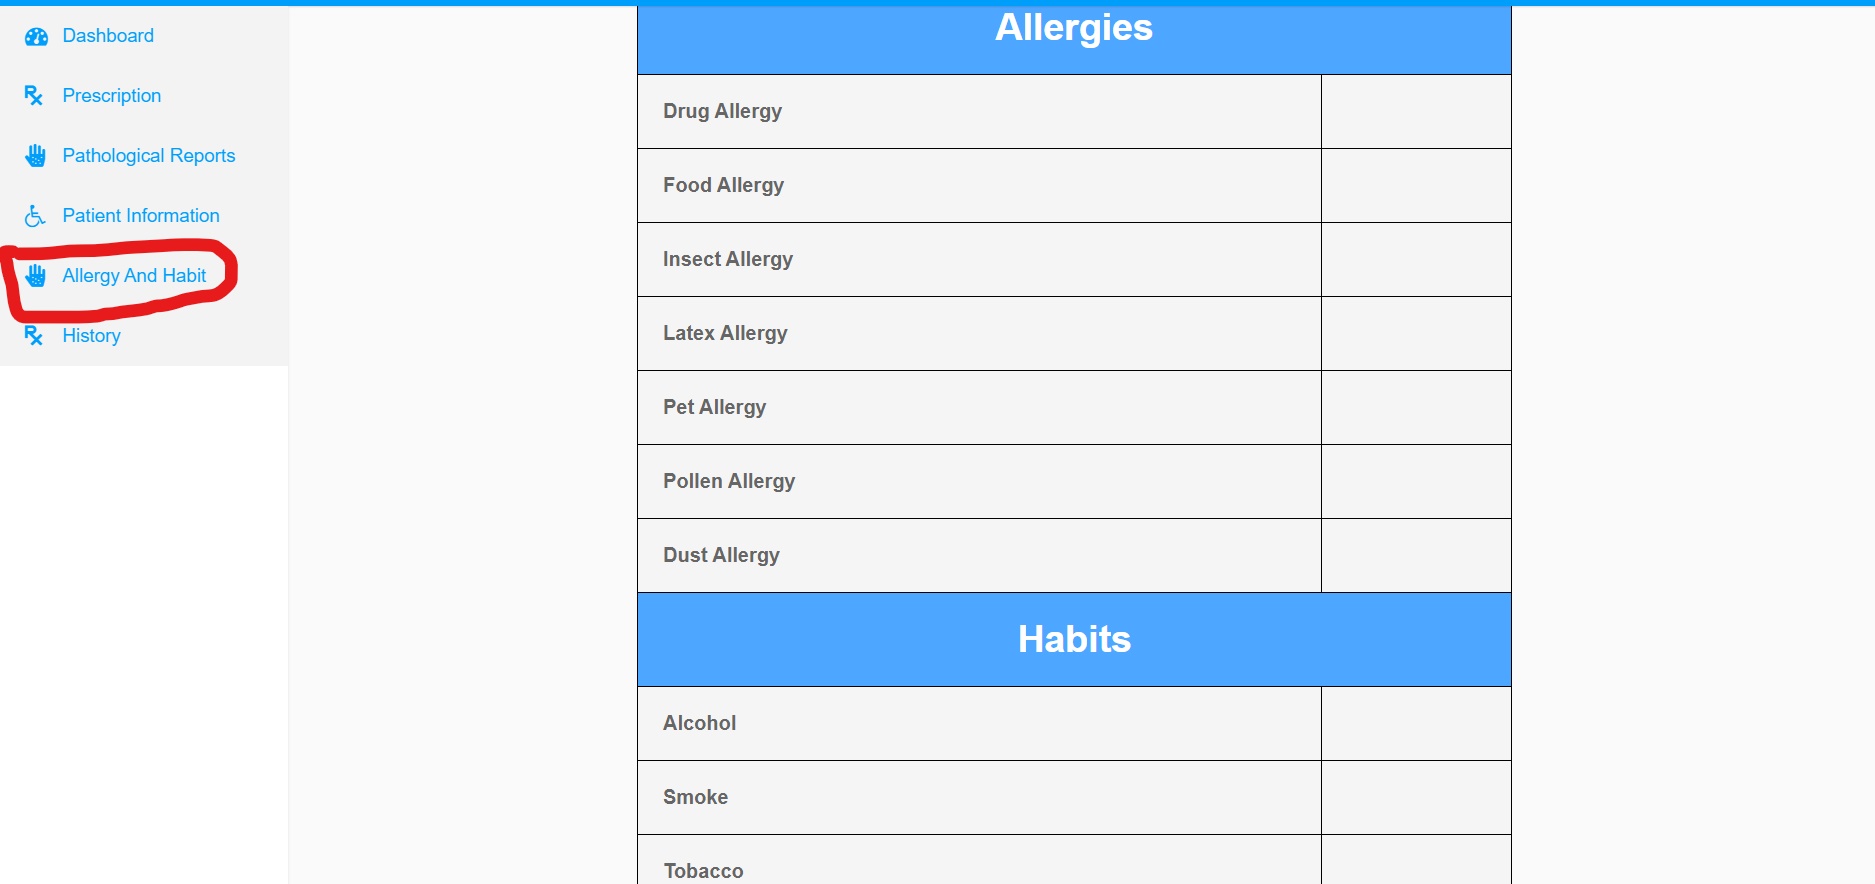 Dashboard
Prescription
Pathological Reports
Patient Information
Allergy And Habit
History
Allergies
Drug Allergy
Food Allergy
Insect Allergy
Latex Allergy
Pet Allergy
Pollen Allergy
Dust Allergy
Habits
Alcohol
Smoke
Tobacco